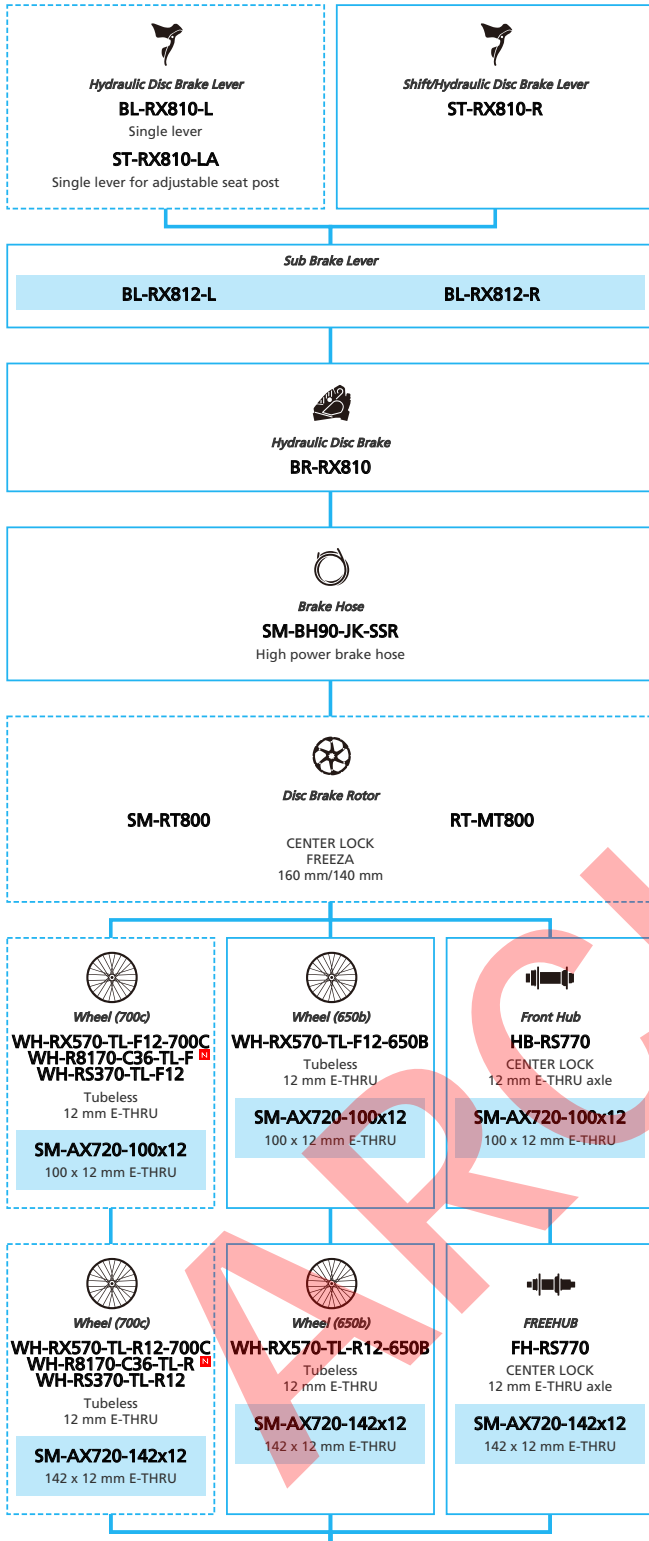 Hydraulic Disc Brake Lever
BL-RX810-L
Single lever
ST-RX810-LA
Single lever for adjustable seat post
Shift/Hydraulic Disc Brake Lever
ST-RX810-R
Sub Brake Lever
BL-RX812-L
BL-RX812-R
Hydraulic Disc Brake
BR-RX810
Brake Hose
SM-BH90-JK-SSR
High power brake hose
Disc Brake Rotor
SM-RT800
RT-MT800
CENTER LOCK
FREEZA
160 mm/140 mm
Wheel (700c)
WH-RX570-TL-F12-700C
WH-R8170-C36-TL-F N
WH-RS370-TL-F12
Tubeless
12 mm E-THRU
SM-AX720-100x12
100 x 12 mm E-THRU
Wheel (650b)
WH-RX570-TL-F12-650B
Tubeless
12 mm E-THRU
SM-AX720-100x12
100 x 12 mm E-THRU
Front Hub
HB-RS770
CENTER LOCK
12 mm E-THRU axle
SM-AX720-100x12
100 x 12 mm E-THRU
Wheel (700c)
WH-RX570-TL-R12-700C
WH-R8170-C36-TL-R N
WH-RS370-TL-R12
Tubeless
12 mm E-THRU
SM-AX720-142x12
142 x 12 mm E-THRU
Wheel (650b)
WH-RX570-TL-R12-650B
Tubeless
12 mm E-THRU
SM-AX720-142x12
142 x 12 mm E-THRU
FREEHUB
FH-RS770
CENTER LOCK
12 mm E-THRU axle
SM-AX720-142x12
142 x 12 mm E-THRU
ARC